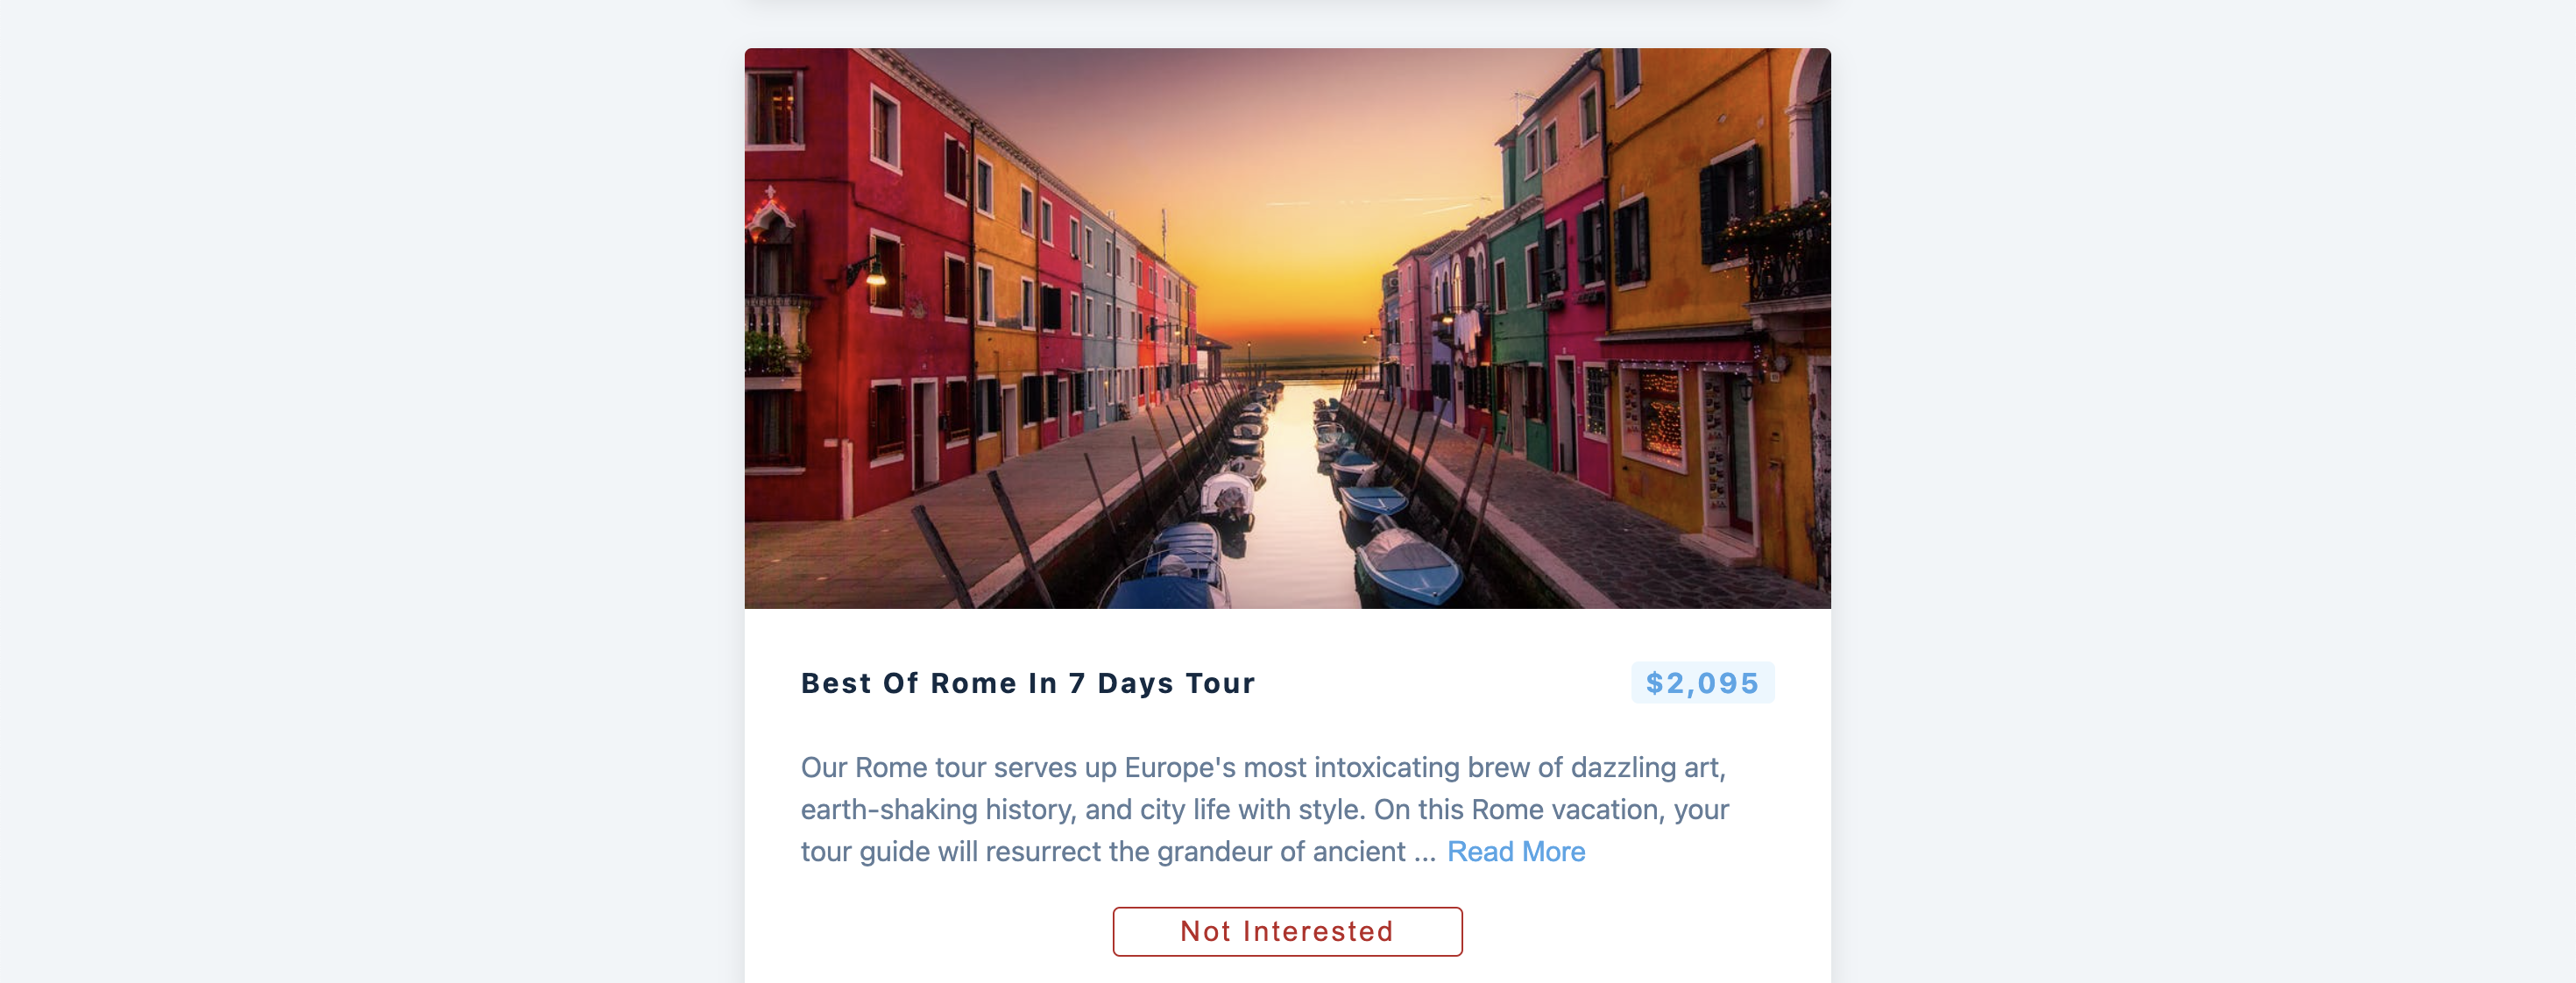 Best Of Rome In 7 Days Tour
$2,095
Our Rome tour serves up Europe's most intoxicating brew of dazzling art,
earth-shaking history, and city life with style. On this Rome vacation, your
tour guide will resurrect the grandeur of ancient ... Read More
Not Interested